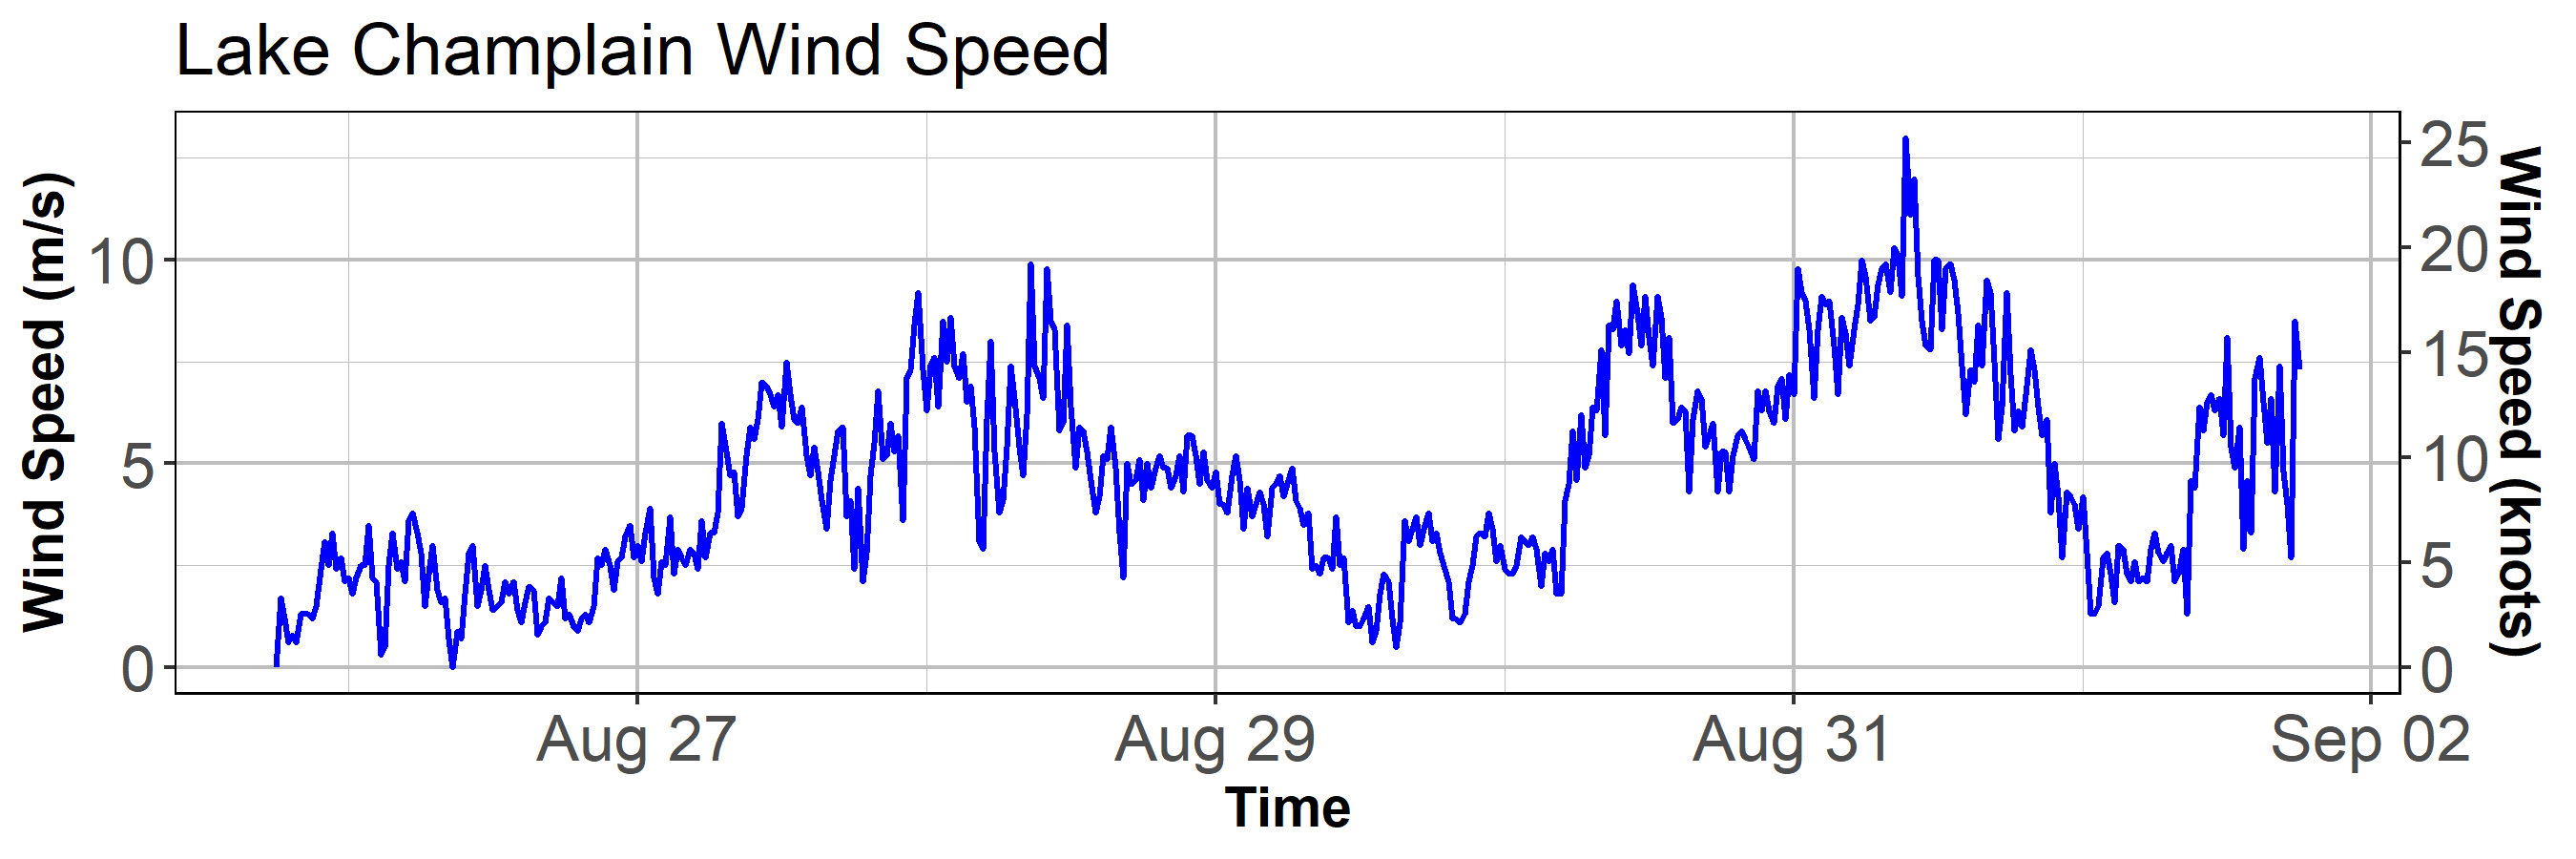 Lake Champlain Wind Speed
Wind Speed (m/s)
10
5
0
25
20
15
10
5
0
Wind Speed (knots)
Aug 27
Aug 29
Aug 31
Sep 02
Time